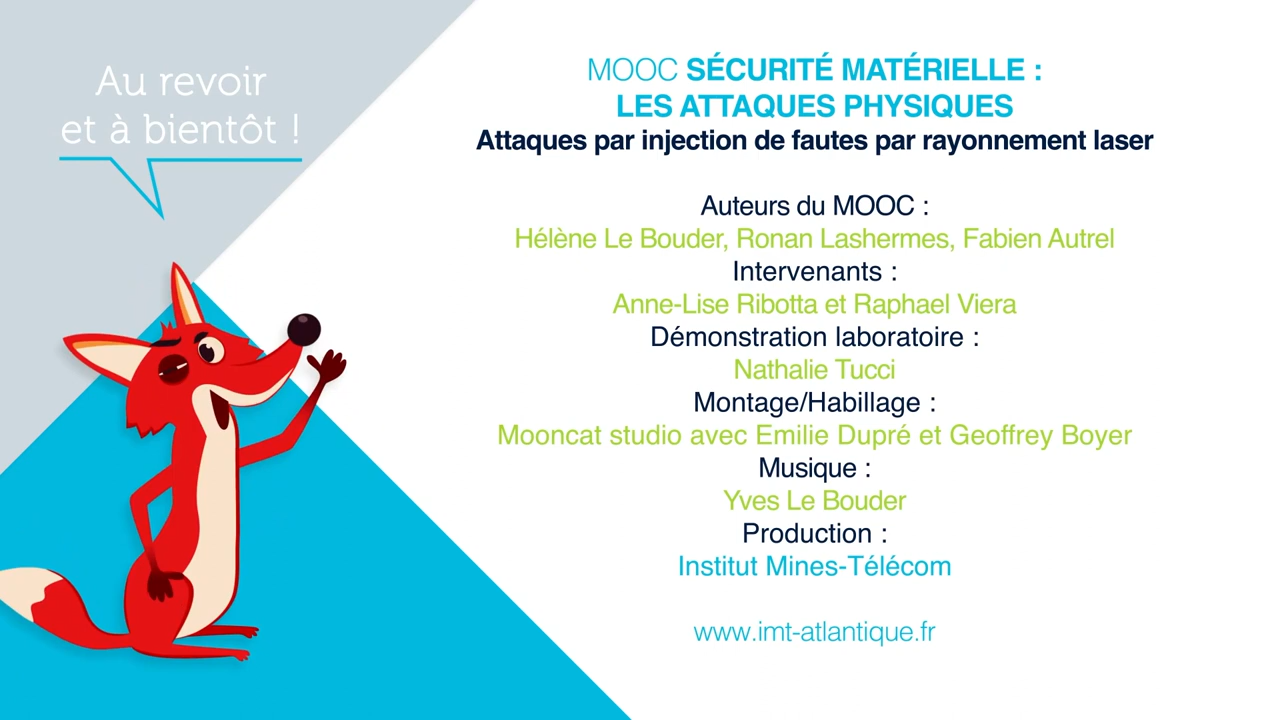 Au revoir
et à bientôt !
MOOC SÉCURITÉ MATÉRIELLE :
LES ATTAQUES PHYSIQUES
Attaques par injection de fautes par rayonnement laser
Auteurs du MOOC :
Hélène Le Bouder, Ronan Lashermes, Fabien Autrel
Intervenants :
Anne-Lise Ribotta et Raphael Viera
Démonstration laboratoire :
Nathalie Tucci
Montage/Habillage :
Mooncat studio avec Emilie Dupré et Geoffrey Boyer
Musique :
Yves Le Bouder
Production :
Institut Mines-Télécom
www.imt-atlantique.fr